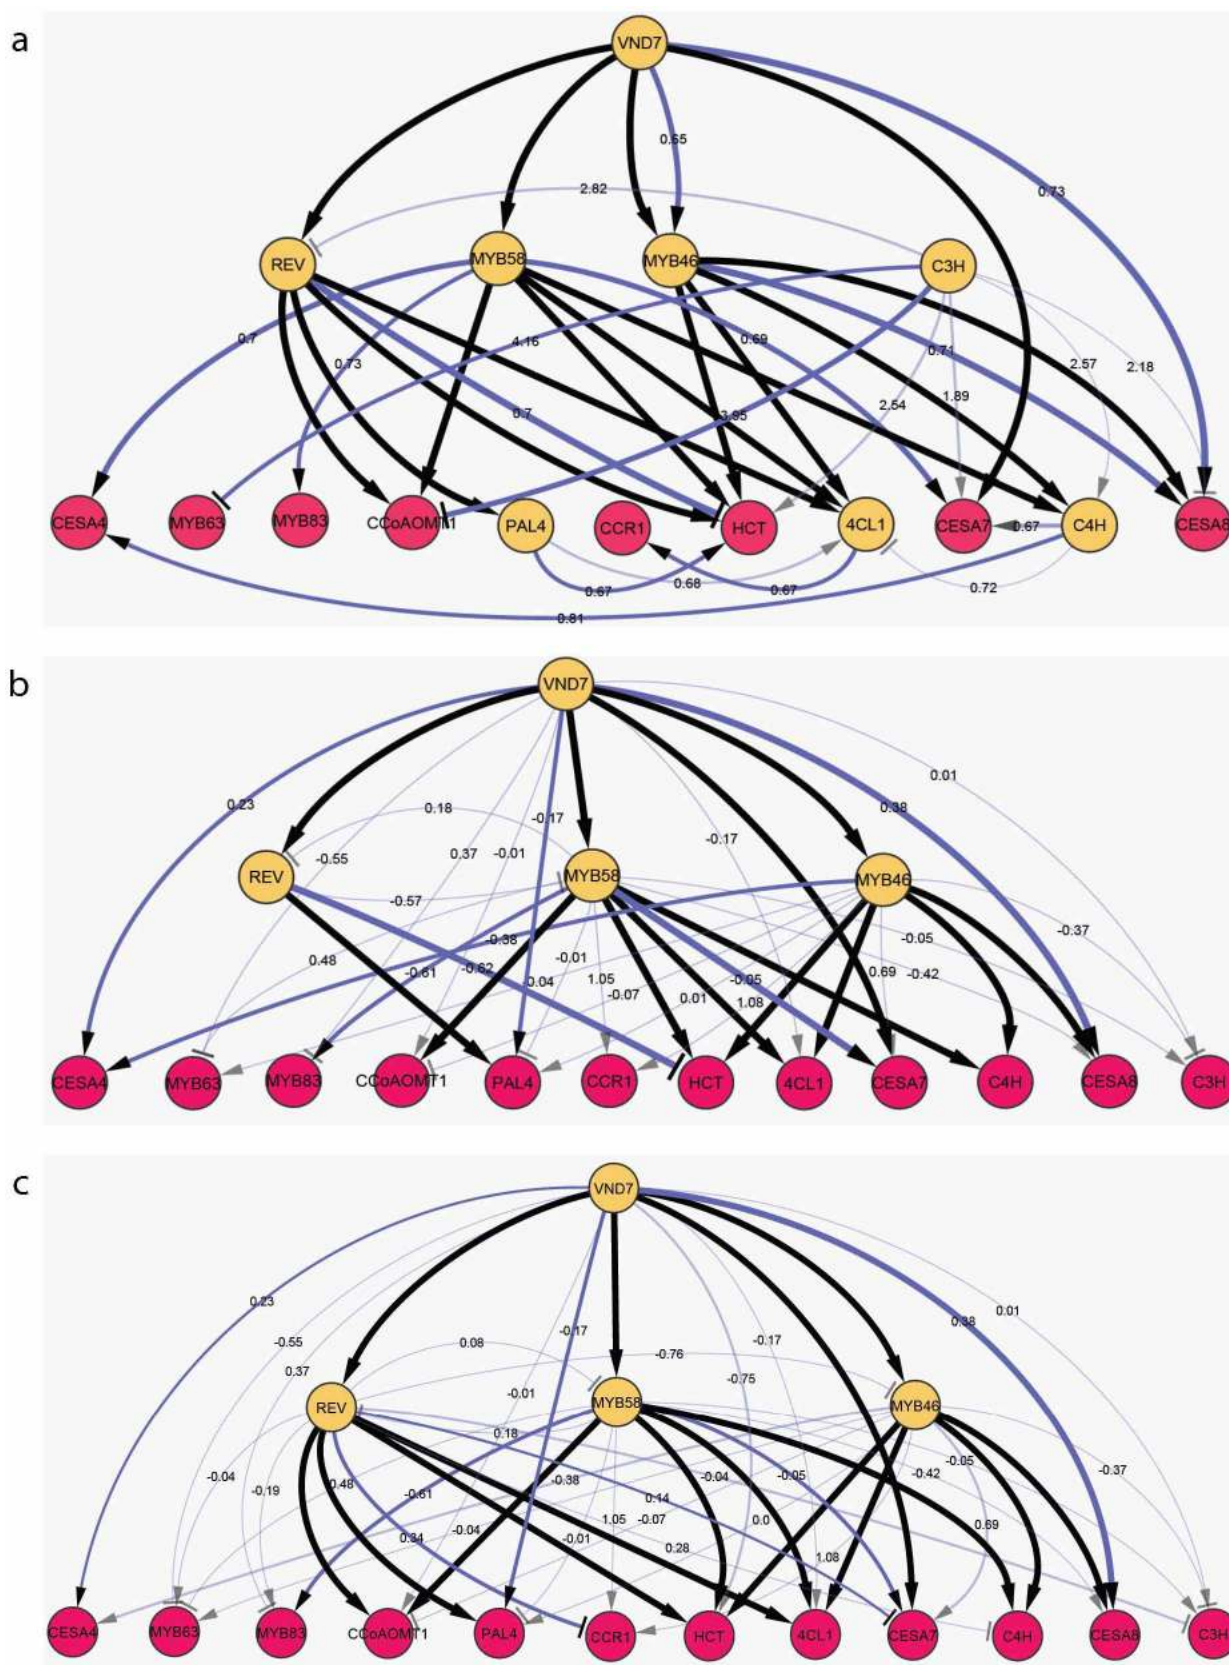 a
VND7
0.65
2.82
0.73
REV
MYB58
MYB46
C3H
0.7
4.16
0.69
0.71
0.73
2.57
2.18
0.7
3.95
2.54
1.89
CESA4
MYB63
MYB83
CCoAOMT1
PAL4
CCR1
HCT
4CL1
CESA7
0.67
C4H
CESA8
0.67
0.68
0.67
0.72
0.81
b
VND7
0.01
0.23
0.18
-0.17
0.38
-0.17
-0.55
0.37
-0.01
REV
MYB58
MYB46
-0.57
-0.37
-0.38
-0.05
0.48
-0.61
-0.62
-0.01
0.69
-0.42
-0.04
1.05
-0.05
-0.07
0.01
1.08
CESA4
MYB63
MYB83
CCoAOMT1
PAL4
CCR1
HCT
4CL1
CESA7
C4H
CESA8
C3H
c
VND7
0.23
0.01
0.38
-0.55
0.08
-0.17
-0.17
0.37
-0.76
-0.75
-0.01
REV
MYB58
MYB46
0.18
-0.04
-0.19
0.48
-0.38
-0.04
-0.05
-0.42
-0.05
-0.37
-0.61
0.14
0.34
-0.04
-0.01
1.05
-0.07
0.28
0.0
0.69
1.08
CESA4
MYB63
MYB83
CCoAOMT1
PAL4
CCR1
HCT
4CL1
CESA7
C4H
CESA8
C3H